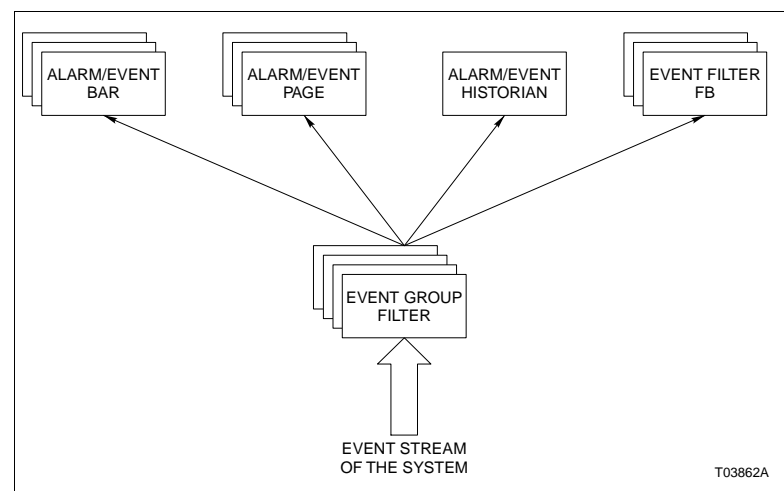 ALARM/EVENT
BAR
ALARM/EVENT
PAGE
ALARM/EVENT
HISTORIAN
EVENT FILTER
FB
EVENT GROUP
FILTER
EVENT STREAM
OF THE SYSTEM
T03862A